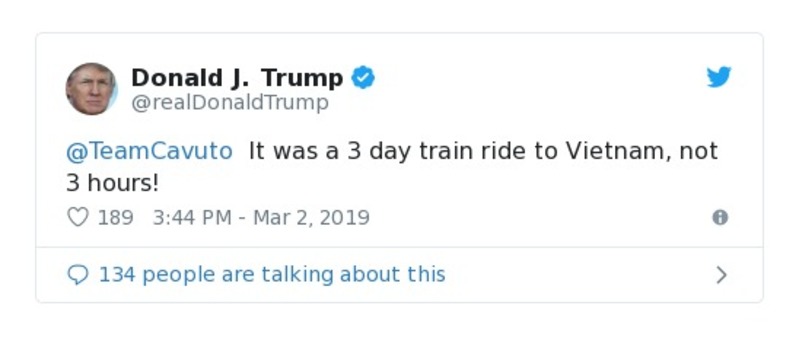 Donald J. Trump
@realDonaldTrump
@TeamCavuto It was a 3 day train ride to Vietnam, not
3 hours!
189 3:44 PM - Mar 2, 2019
134 people are talking about this